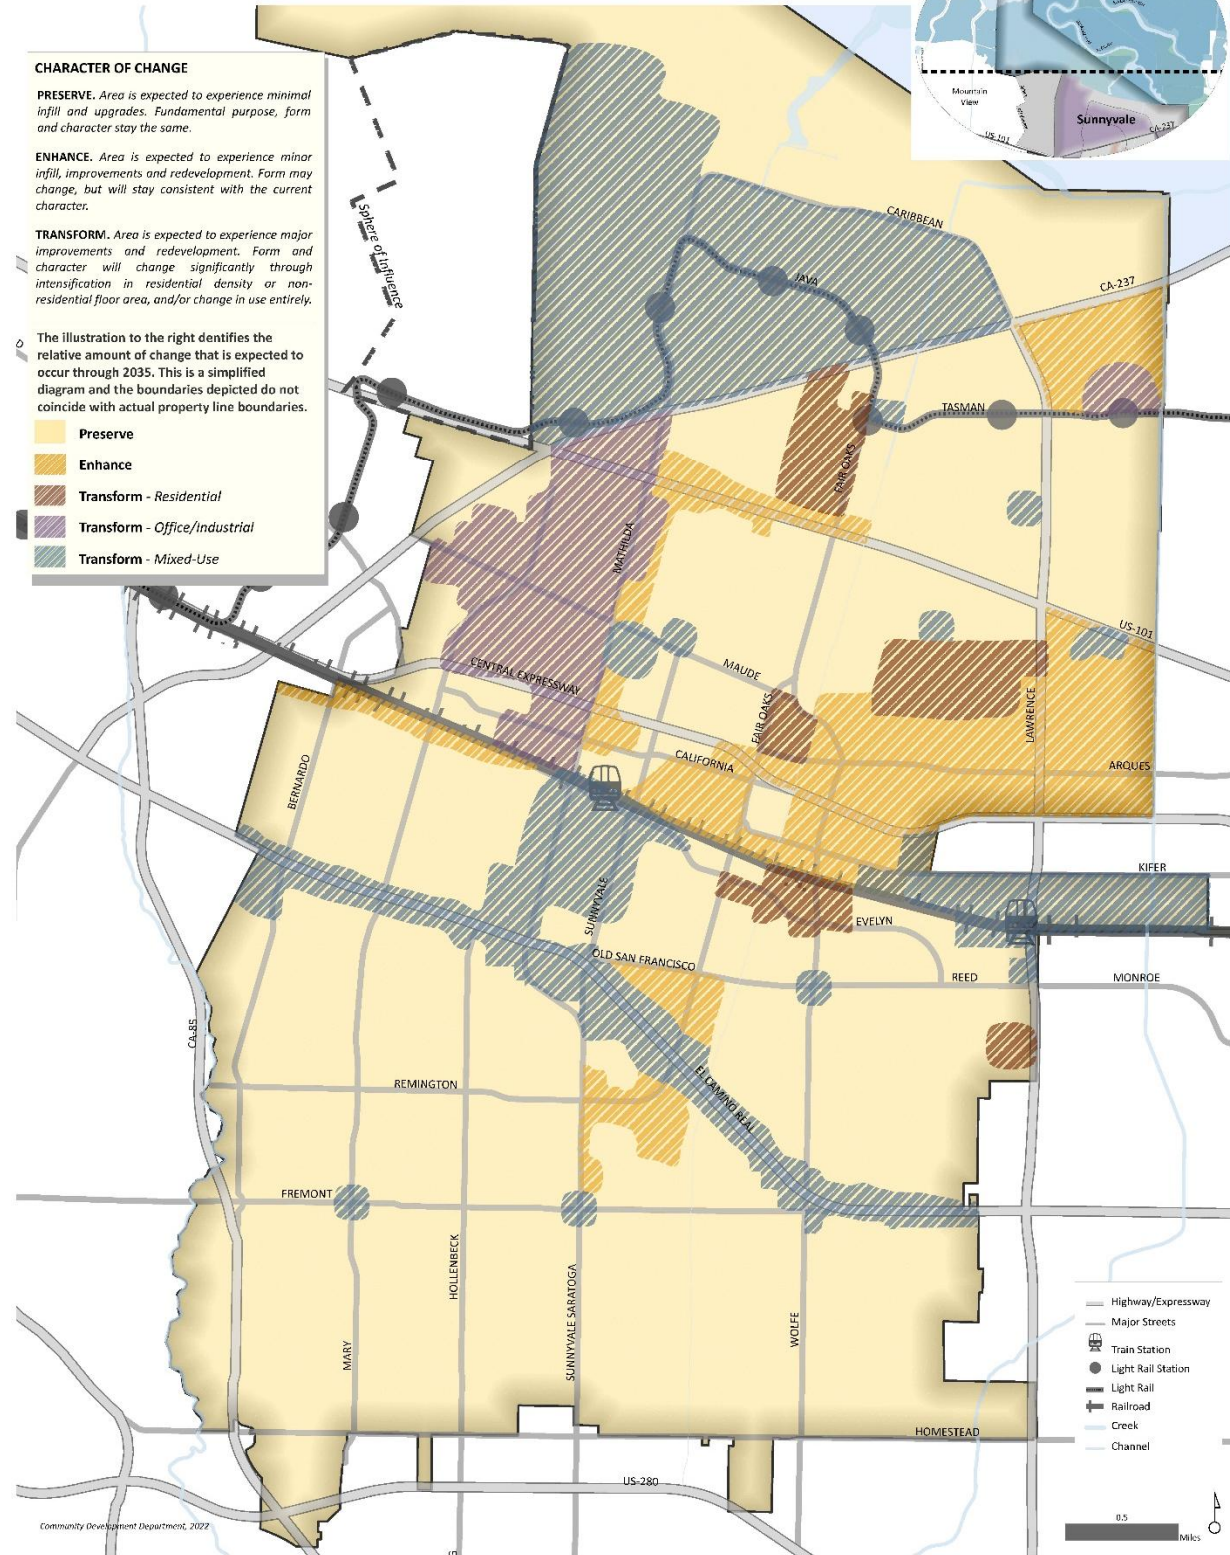 CHARACTER OF CHANGE
PRESERVE. Area is expected to experience minimal
infill and upgrades. Fundamental purpose, form
and character stay the same.
ENHANCE. Area is expected to experience minor
infill, improvements and redevelopment. Form may
change, but will stay consistent with the current
character.
TRANSFORM. Area is expected to experience major
improvements and redevelopment. Form and
character will change significantly through
intensification in residential density or non-
residential floor area, and/or change in use entirely.
The illustration to the right dentifies the
relative amount of change that is expected to
occur through 2035. This is a simplified
diagram and the boundaries depicted do not
coincide with actual property line boundaries.
Preserve
Enhance
Transform - Residential
Transform - Office/Industrial
Transform - Mixed-Use
Mountain
View
Sunnyvale
US-101
CA-237
Sphere of Influence
CARIBBEAN
JAVA
CA-237
TASMAN
FAIR OAKS
MATHILDA
US-101
MAUDE
CENTRAL EXPRESSWAY
FAIR OAKS
LAWRENCE
CALIFORNIA
ARQUES
BERNARDO
KIFER
SUNNYVALE
EVELYN
OLD SAN FRANCISCO
REED
MONROE
CA-85
REMINGTON
EL CAMINO REAL
FREMONT
HOLLENBECK
SUNNYVALE SARATOGA
MARY
WOLFE
HOMESTEAD
US-280
Highway/Expressway
Major Streets
Train Station
Light Rail Station
Light Rail
Railroad
Creek
Channel
0.5
Miles
Community Development Department, 2022